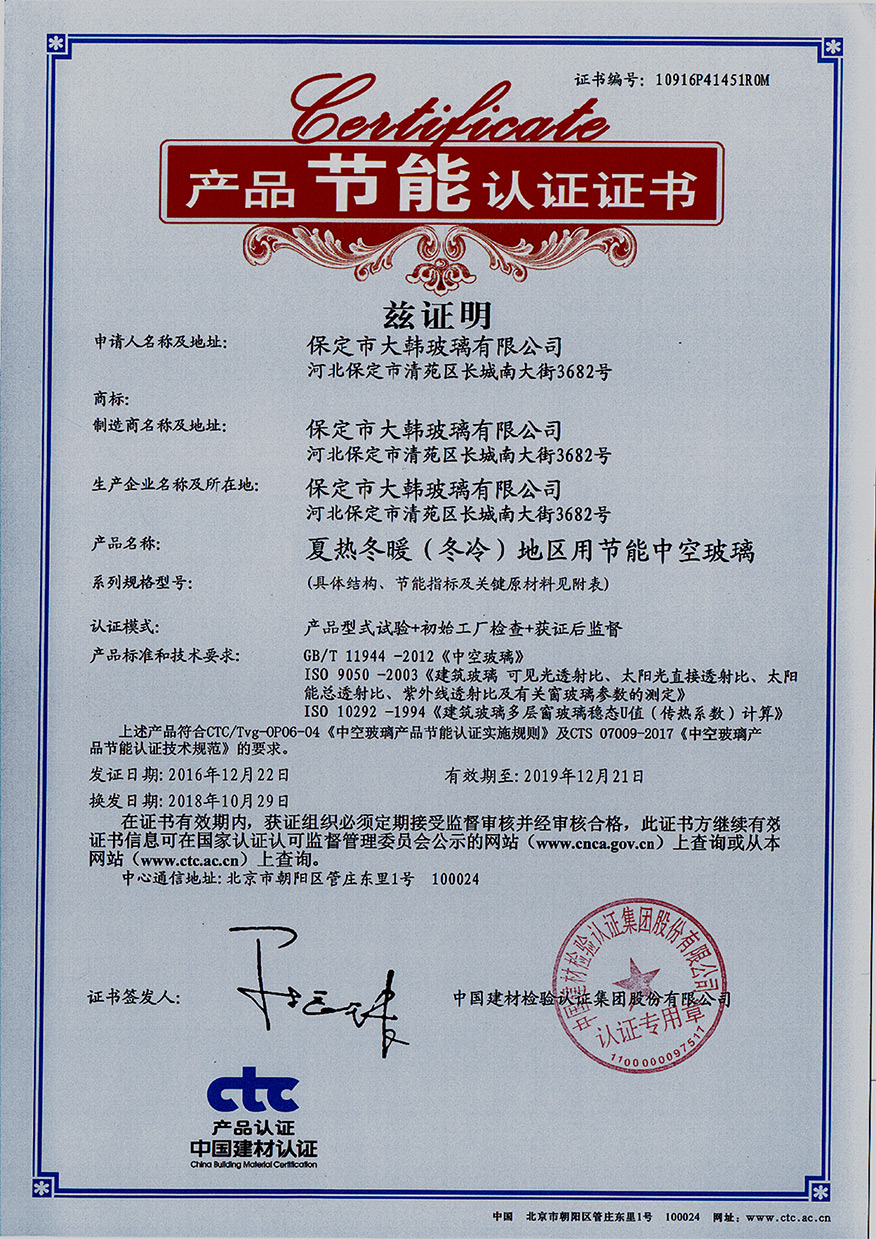 证书编号：10916P41451R0M
Certificate
产品节能认证证书
兹证明
申请人名称及地址： 保定市大韩玻璃有限公司
河北保定市清苑区长城南大街3682号
商标：
制造商名称及地址： 保定市大韩玻璃有限公司
河北保定市清苑区长城南大街3682号
生产企业名称及所在地： 保定市大韩玻璃有限公司
河北保定市清苑区长城南大街3682号
产品名称： 夏热冬暖（冬冷）地区用节能中空玻璃
系列规格型号： (具体结构、节能指标及关键原材料见附表)
认证模式： 产品型式试验+初始工厂检查+获证后监督
产品标准和技术要求： GB/T 11944 -2012《中空玻璃》
ISO 9050 -2003《建筑玻璃 可见光透射比、太阳光直接透射比、太阳
能总透射比、紫外线透射比及有关窗玻璃参数的测定》
ISO 10292 -1994《建筑玻璃多层窗玻璃稳态U值（传热系数）计算》
上述产品符合CTC/Tvg-OP06-04《中空玻璃产品节能认证实施规则》及CTS 07009-2017《中空玻璃产
品节能认证技术规范》的要求。
发证日期：2016年12月22日 有效期至：2019年12月21日
换发日期：2018年10月29日
在证书有效期内，获证组织必须定期接受监督审核并经审核合格，此证书方继续有效
证书信息可在国家认证认可监督管理委员会公示的网站（www.cnca.gov.cn）上查询或从本
网站（www.ctc.ac.cn）上查询。
中心通信地址：北京市朝阳区管庄东里1号 100024
证书签发人： 中国建材检验认证集团股份有限公司
中国建材检验认证集团股份有限公司
认证专用章
1100000097517
ctc
产品认证
中国建材认证
China Building Material Certification
中国 北京市朝阳区管庄东里1号 100024 网址：www.ctc.ac.cn